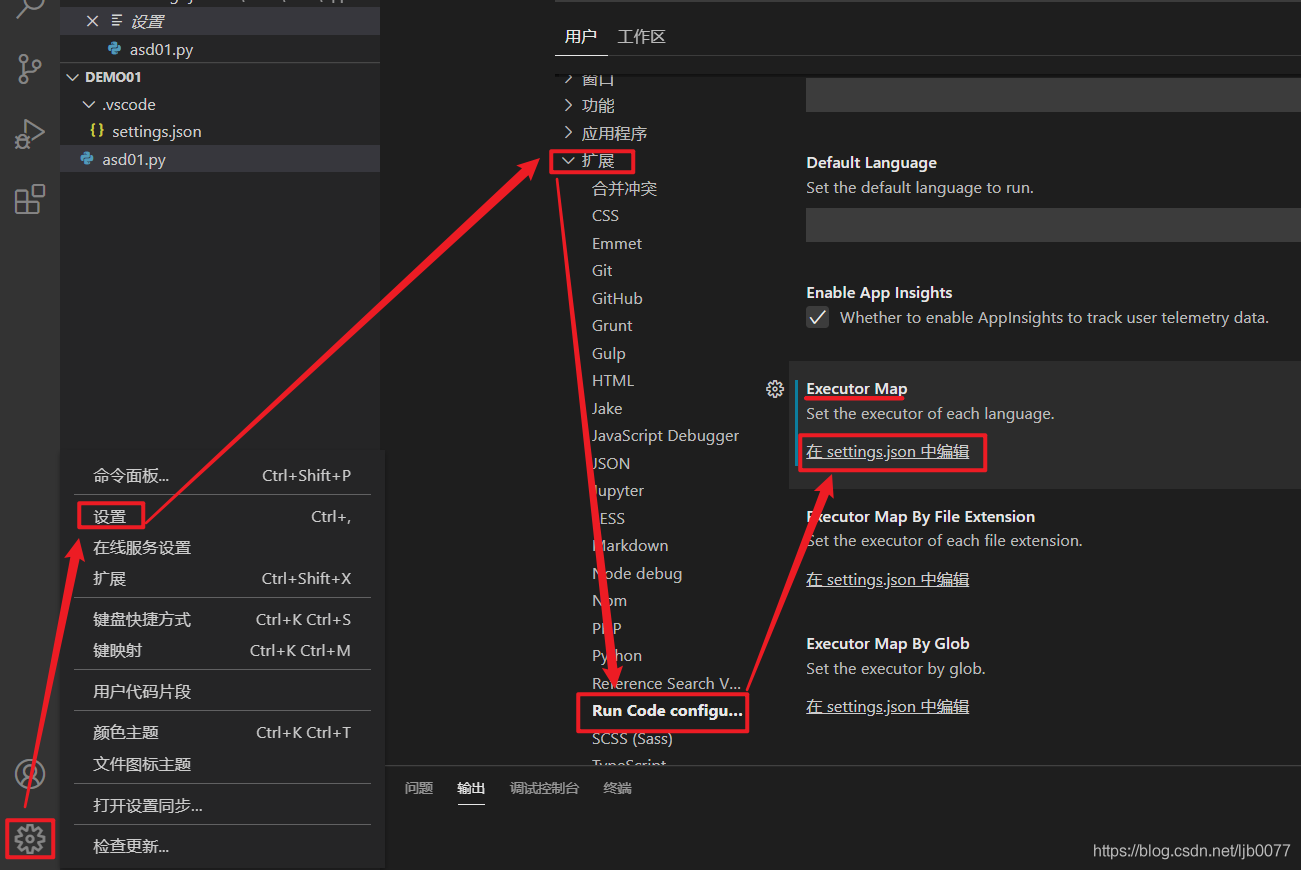 设置
asd01.py
DEMO01
.vscode
{} settings.json
asd01.py
命令面板... Ctrl+Shift+P
设置 Ctrl+,
在线服务设置
扩展 Ctrl+Shift+X
键盘快捷方式 Ctrl+K Ctrl+S
键映射 Ctrl+K Ctrl+M
用户代码片段
颜色主题 Ctrl+K Ctrl+T
文件图标主题
打开设置同步...
检查更新...
用户 工作区
窗口
功能
应用程序
扩展
合并冲突
CSS
Emmet
Git
GitHub
Grunt
Gulp
HTML
Jake
JavaScript Debugger
JSON
Jupyter
LESS
Markdown
Node debug
Npm
PHP
Python
Reference Search V...
Run Code configu...
SCSS (Sass)
TypeScript
Default Language
Set the default language to run.
Enable App Insights
Whether to enable AppInsights to track user telemetry data.
Executor Map
Set the executor of each language.
在 settings.json 中编辑
Executor Map By File Extension
Set the executor of each file extension.
在 settings.json 中编辑
Executor Map By Glob
Set the executor by glob.
在 settings.json 中编辑
问题 输出 调试控制台 终端
https://blog.csdn.net/ljb0077